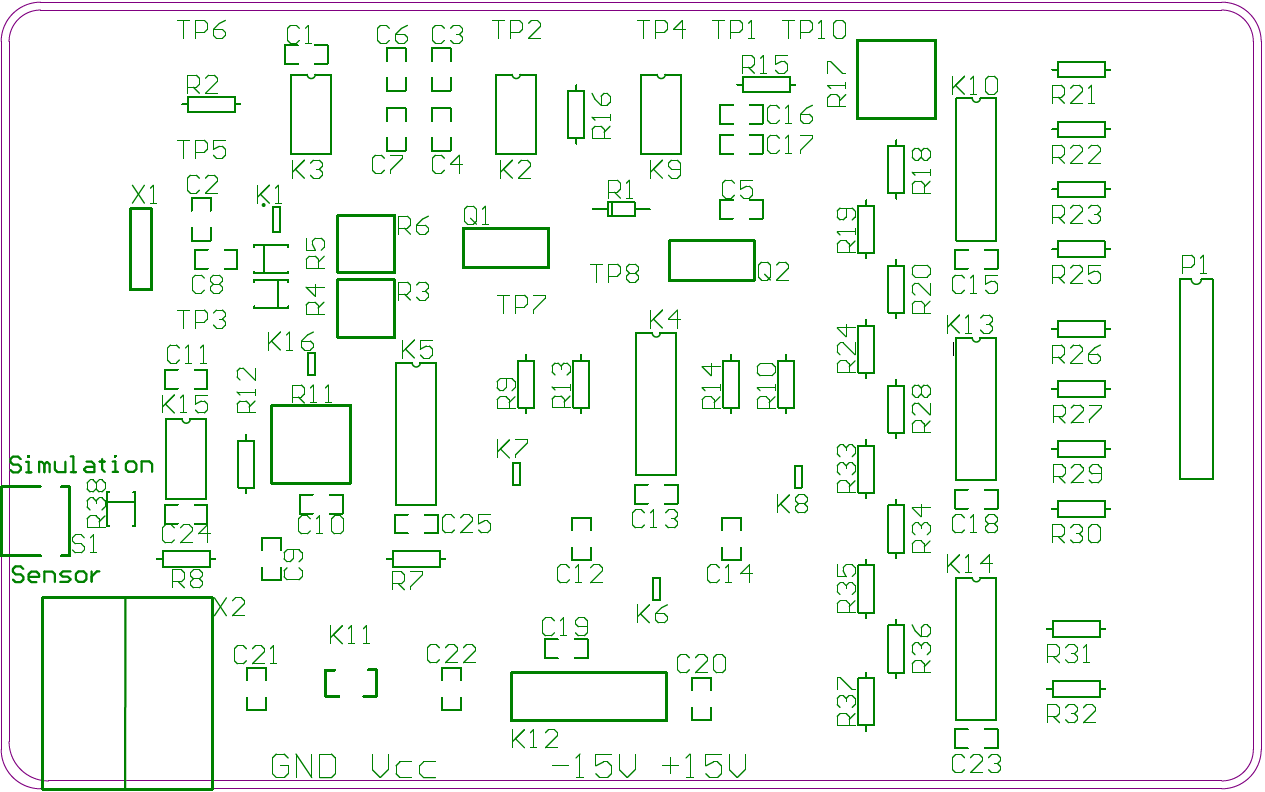 TP6
C1
C6
C3
TP2
TP4
TP1
TP10
R2
R15
R17
K10
R21
R16
C16
C17
TP5
K3
C7
C4
K2
K9
R18
R22
X1
C2
K1
R1
C5
R6
Q1
R19
R23
R5
C8
TP8
Q2
R20
C15
R25
P1
R4
R3
TP7
TP3
K16
K5
K4
K13
C11
R24
R26
K15
R12
R11
R9
R13
R14
R10
R28
R27
Simulation
K7
R33
R29
R38
K8
S1
C24
C10
C25
C13
C18
R34
R30
Sensor
R8
C9
R7
C12
C14
R35
K14
X2
K11
K6
C19
R36
R31
C21
C22
C20
R37
R32
K12
C23
GND
Vcc
-15V
+15V